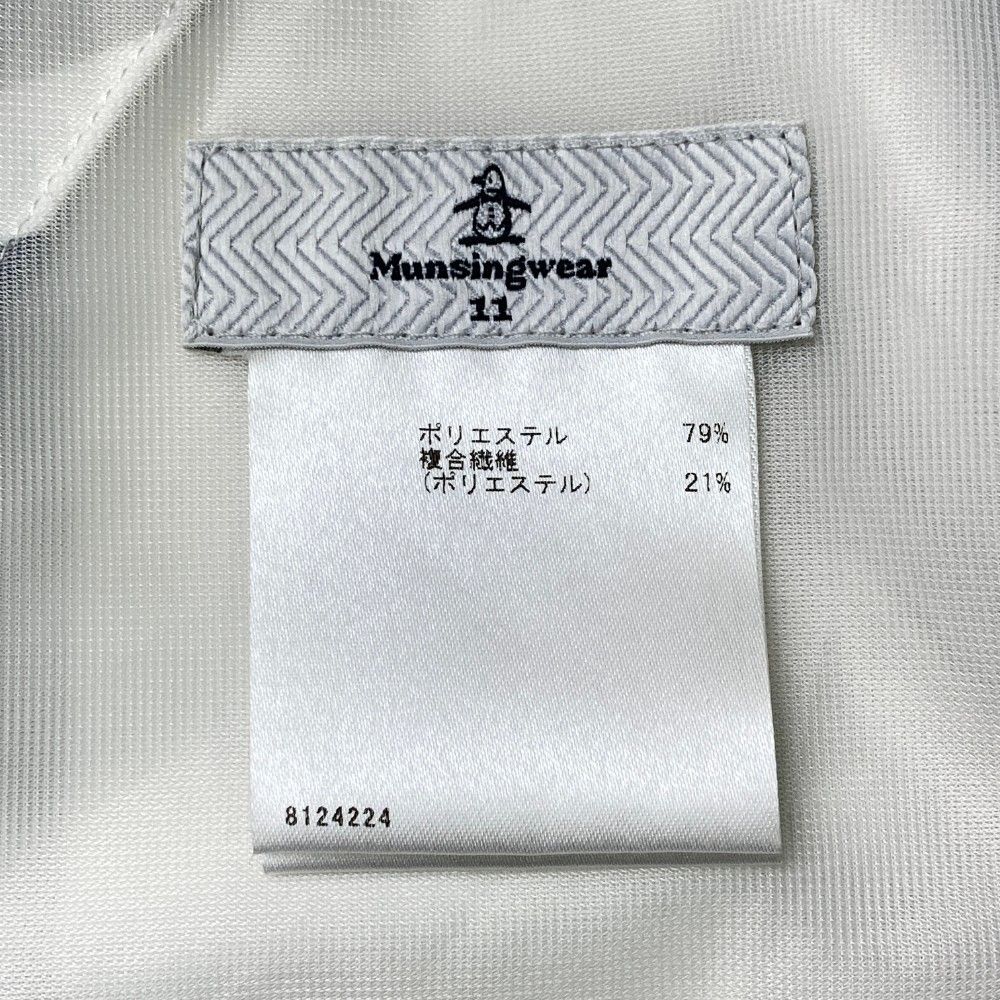 Munsingwear
11
ポリエステル 79%
複合繊維
(ポリエステル) 21%
8124224